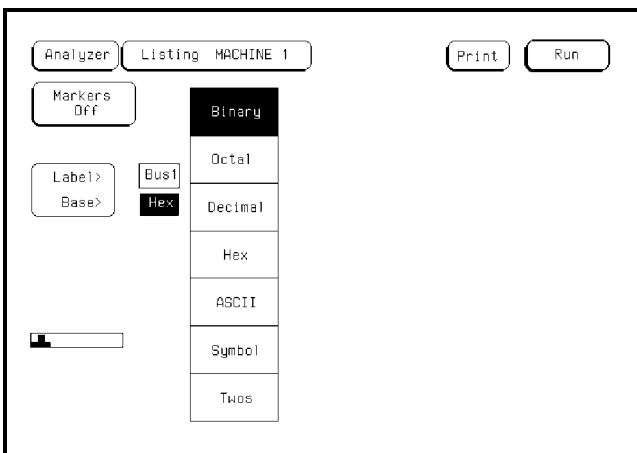 Analyzer Listing MACHINE 1 Print Run
Markers
Off
Binary
Octal
Label> Bus1
Base> Hex
Decimal
Hex
ASCII
Symbol
Twos